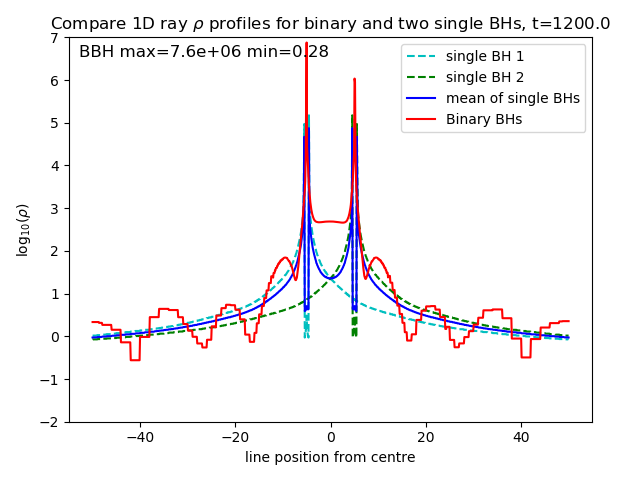 Compare 1D ray ρ profiles for binary and two single BHs, t=1200.0
BBH max=7.6e+06 min=0.28
single BH 1
single BH 2
mean of single BHs
Binary BHs
7
6
5
4
3
2
1
0
−1
−2
log₁₀(ρ)
−40
−20
0
20
40
line position from centre